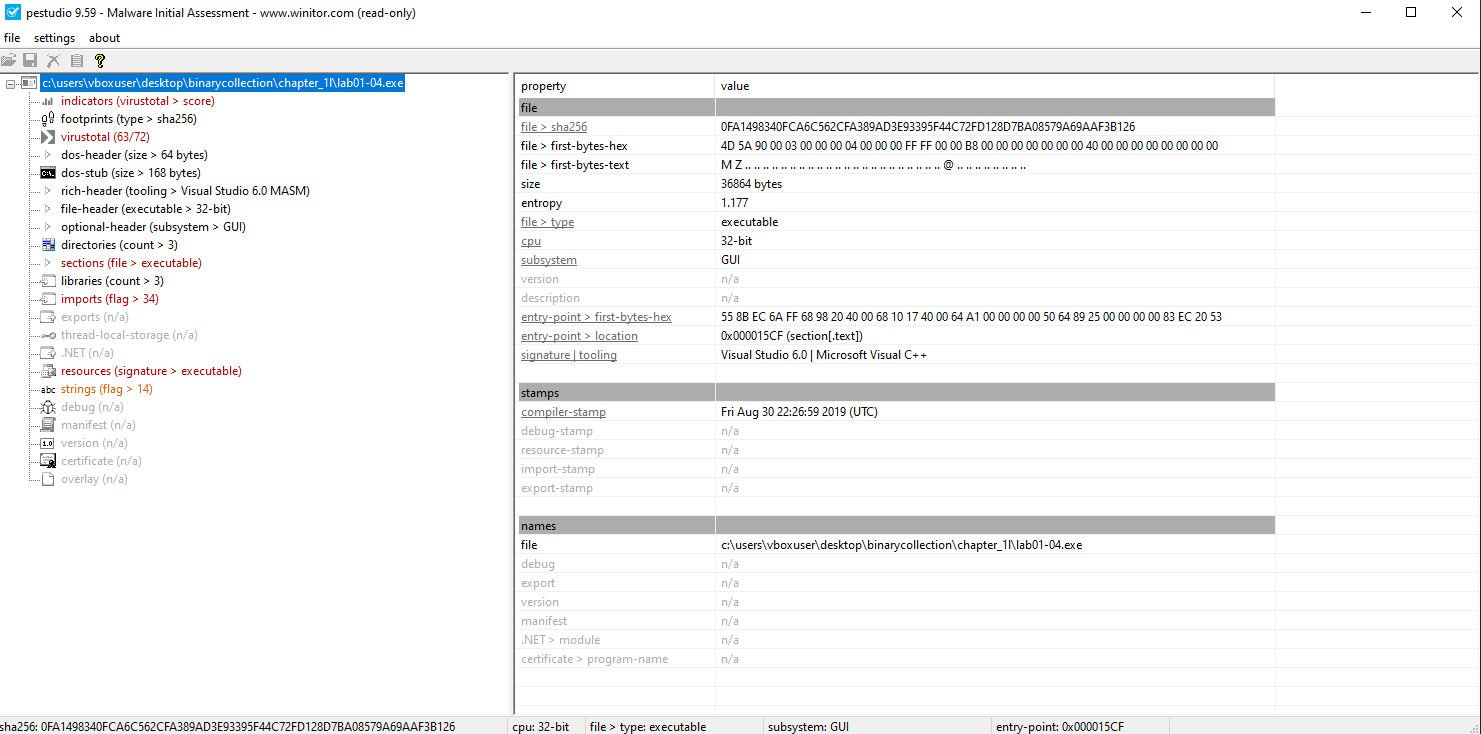 pestudio 9.59 - Malware Initial Assessment - www.winitor.com (read-only)
file settings about
c:\users\vboxuser\desktop\binarycollection\chapter_1l\lab01-04.exe
indicators (virustotal > score)
footprints (type > sha256)
virustotal (63/72)
dos-header (size > 64 bytes)
dos-stub (size > 168 bytes)
rich-header (tooling > Visual Studio 6.0 MASM)
file-header (executable > 32-bit)
optional-header (subsystem > GUI)
directories (count > 3)
sections (file > executable)
libraries (count > 3)
imports (flag > 34)
exports (n/a)
thread-local-storage (n/a)
.NET (n/a)
resources (signature > executable)
abc strings (flag > 14)
debug (n/a)
manifest (n/a)
1.0 version (n/a)
certificate (n/a)
overlay (n/a)
property value
file
file > sha256 0FA1498340FCA6C562CFA389AD3E93395F44C72FD128D7BA08579A69AAF3B126
file > first-bytes-hex 4D 5A 90 00 03 00 00 00 04 00 00 00 FF FF 00 00 B8 00 00 00 00 00 00 00 40 00 00 00 00 00 00 00
file > first-bytes-text M Z .. .. .. .. .. .. .. .. .. .. .. .. .. .. .. .. .. .. .. .. .. .. @ .. .. .. .. .. .. ..
size 36864 bytes
entropy 1.177
file > type executable
cpu 32-bit
subsystem GUI
version n/a
description n/a
entry-point > first-bytes-hex 55 8B EC 6A FF 68 98 20 40 00 68 10 17 40 00 64 A1 00 00 00 00 50 64 89 25 00 00 00 00 83 EC 20 53
entry-point > location 0x000015CF (section[.text])
signature | tooling Visual Studio 6.0 | Microsoft Visual C++
stamps
compiler-stamp Fri Aug 30 22:26:59 2019 (UTC)
debug-stamp n/a
resource-stamp n/a
import-stamp n/a
export-stamp n/a
names
file c:\users\vboxuser\desktop\binarycollection\chapter_1l\lab01-04.exe
debug n/a
export n/a
version n/a
manifest n/a
.NET > module n/a
certificate > program-name n/a
sha256: 0FA1498340FCA6C562CFA389AD3E93395F44C72FD128D7BA08579A69AAF3B126 cpu: 32-bit file > type: executable subsystem: GUI entry-point: 0x000015CF